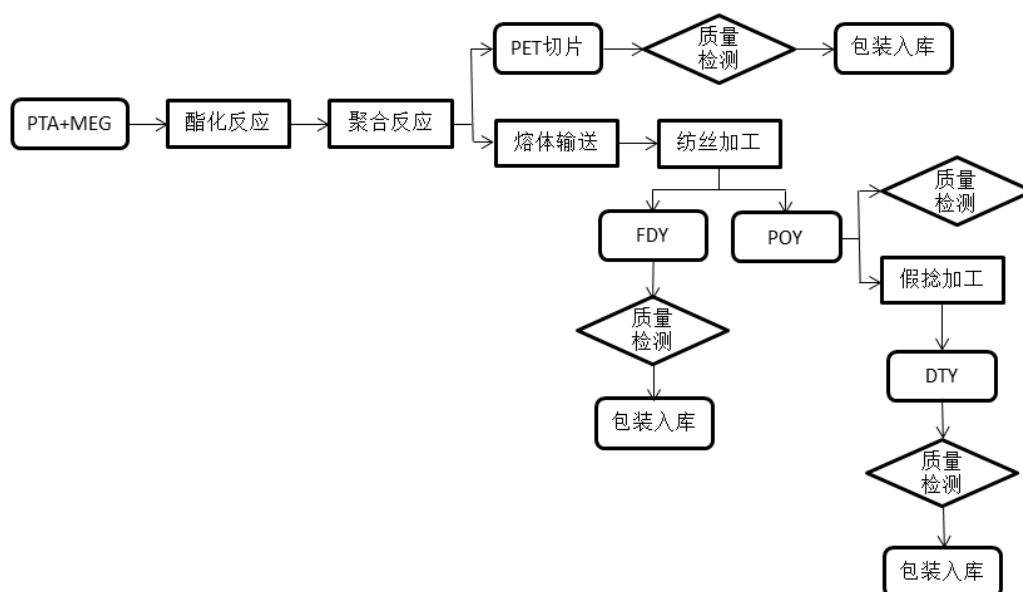 PET切片
质量
检测
包装入库
PTA+MEG
酯化反应
聚合反应
熔体输送
纺丝加工
质量
检测
FDY
POY
假捻加工
质量
检测
DTY
包装入库
质量
检测
包装入库